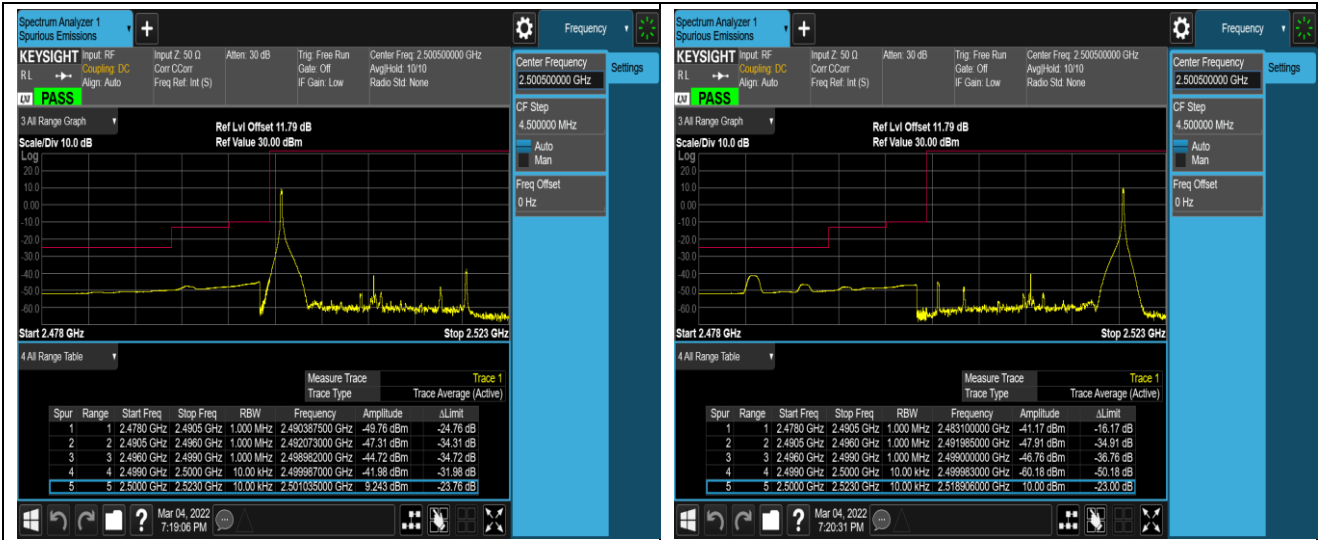 Spectrum Analyzer 1
Spurious Emissions
+
Frequency
KEYSIGHT Input: RF Input Z: 50 Ω Atten: 30 dB Trig: Free Run Center Freq: 2.500500000 GHz
RL Coupling: DC Corr CCorr Gate: Off Avg|Hold: 10/10
Align: Auto Freq Ref: Int (S) IF Gain: Low Radio Std: None
LXI PASS
Center Frequency
2.500500000 GHz
Settings
CF Step
4.500000 MHz
Auto
Man
Freq Offset
0 Hz
3 All Range Graph
Ref Lvl Offset 11.79 dB
Scale/Div 10.0 dB Ref Value 30.00 dBm
Log
20.0
10.0
0.00
-10.0
-20.0
-30.0
-40.0
-50.0
-60.0
Start 2.478 GHz Stop 2.523 GHz
4 All Range Table
Measure Trace Trace 1
Trace Type Trace Average (Active)
Spur Range Start Freq Stop Freq RBW Frequency Amplitude ΔLimit
1 1 2.4780 GHz 2.4905 GHz 1.000 MHz 2.490387500 GHz -49.76 dBm -24.76 dB
2 2 2.4905 GHz 2.4960 GHz 1.000 MHz 2.492073000 GHz -47.31 dBm -34.31 dB
3 3 2.4960 GHz 2.4990 GHz 1.000 MHz 2.498982000 GHz -44.72 dBm -34.72 dB
4 4 2.4990 GHz 2.5000 GHz 10.00 kHz 2.499987000 GHz -41.98 dBm -31.98 dB
5 5 2.5000 GHz 2.5230 GHz 10.00 kHz 2.501035000 GHz 9.243 dBm -23.76 dB
?
Mar 04, 2022
7:19:06 PM
Spectrum Analyzer 1
Spurious Emissions
+
Frequency
KEYSIGHT Input: RF Input Z: 50 Ω Atten: 30 dB Trig: Free Run Center Freq: 2.500500000 GHz
RL Coupling: DC Corr CCorr Gate: Off Avg|Hold: 10/10
Align: Auto Freq Ref: Int (S) IF Gain: Low Radio Std: None
LXI PASS
Center Frequency
2.500500000 GHz
Settings
CF Step
4.500000 MHz
Auto
Man
Freq Offset
0 Hz
3 All Range Graph
Ref Lvl Offset 11.79 dB
Scale/Div 10.0 dB Ref Value 30.00 dBm
Log
20.0
10.0
0.00
-10.0
-20.0
-30.0
-40.0
-50.0
-60.0
Start 2.478 GHz Stop 2.523 GHz
4 All Range Table
Measure Trace Trace 1
Trace Type Trace Average (Active)
Spur Range Start Freq Stop Freq RBW Frequency Amplitude ΔLimit
1 1 2.4780 GHz 2.4905 GHz 1.000 MHz 2.483100000 GHz -41.17 dBm -16.17 dB
2 2 2.4905 GHz 2.4960 GHz 1.000 MHz 2.491985000 GHz -47.91 dBm -34.91 dB
3 3 2.4960 GHz 2.4990 GHz 1.000 MHz 2.499000000 GHz -46.76 dBm -36.76 dB
4 4 2.4990 GHz 2.5000 GHz 10.00 kHz 2.499983000 GHz -60.18 dBm -50.18 dB
5 5 2.5000 GHz 2.5230 GHz 10.00 kHz 2.518906000 GHz 10.00 dBm -23.00 dB
?
Mar 04, 2022
7:20:31 PM